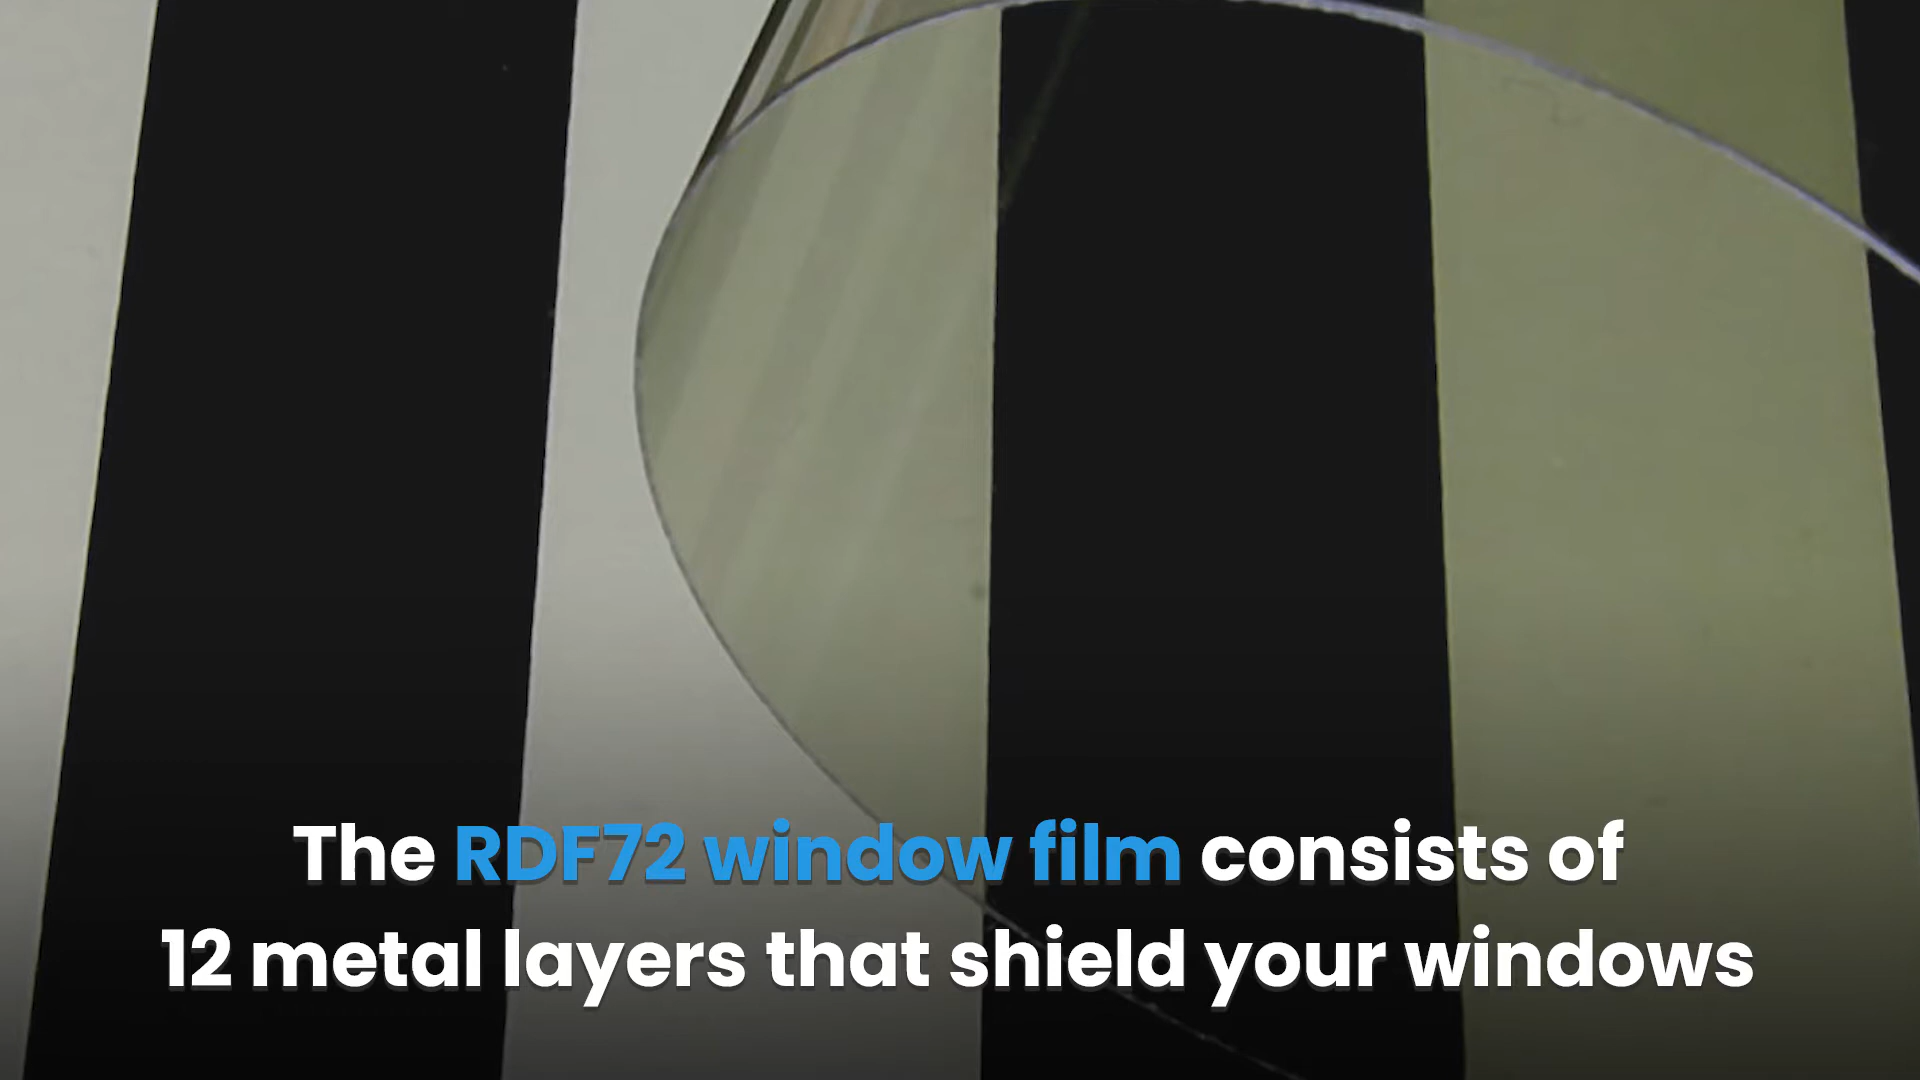 The RDF72 window film consists of
12 metal layers that shield your windows